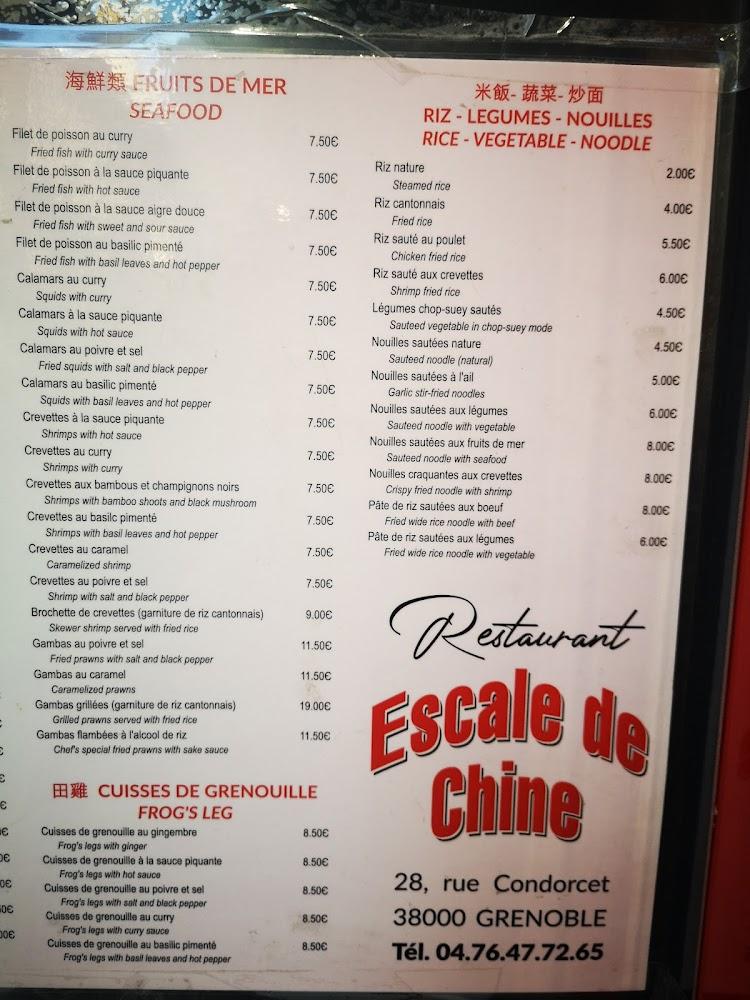 海鮮類 FRUITS DE MER
SEAFOOD
Filet de poisson au curry 7.50€
Fried fish with curry sauce
Filet de poisson à la sauce piquante 7.50€
Fried fish with hot sauce
Filet de poisson à la sauce aigre douce 7.50€
Fried fish with sweet and sour sauce
Filet de poisson au basilic pimenté 7.50€
Fried fish with basil leaves and hot pepper
Calamars au curry 7.50€
Squids with curry
Calamars à la sauce piquante 7.50€
Squids with hot sauce
Calamars au poivre et sel 7.50€
Fried squids with salt and black pepper
Calamars au basilic pimenté 7.50€
Squids with basil leaves and hot pepper
Crevettes à la sauce piquante 7.50€
Shrimps with hot sauce
Crevettes au curry 7.50€
Shrimps with curry
Crevettes aux bambous et champignons noirs 7.50€
Shrimps with bamboo shoots and black mushroom
Crevettes au basilc pimenté 7.50€
Shrimps with basil leaves and hot pepper
Crevettes au caramel 7.50€
Caramelized shrimp
Crevettes au poivre et sel 7.50€
Shrimp with salt and black pepper
Brochette de crevettes (garniture de riz cantonnais) 9.00€
Skewer shrimp served with fried rice
Gambas au poivre et sel 11.50€
Fried prawns with salt and black pepper
Gambas au caramel 11.50€
Caramelized prawns
Gambas grillées (garniture de riz cantonnais) 19.00€
Grilled prawns served with fried rice
Gambas flambées à l'alcool de riz 11.50€
Chef's special fried prawns with sake sauce
田雞 CUISSES DE GRENOUILLE
FROG'S LEG
Cuisses de grenouille au gingembre 8.50€
Frog's legs with ginger
Cuisses de grenouille à la sauce piquante 8.50€
Frog's legs with hot sauce
Cuisses de grenouille au poivre et sel 8.50€
Frog's legs with salt and black pepper
Cuisses de grenouille au curry 8.50€
Frog's legs with curry sauce
Cuisses de grenouille au basilic pimenté 8.50€
Frog's legs with basil leaves and hot pepper
米飯- 蔬菜- 炒面
RIZ - LEGUMES - NOUILLES
RICE - VEGETABLE - NOODLE
Riz nature 2.00€
Steamed rice
Riz cantonnais 4.00€
Fried rice
Riz sauté au poulet 5.50€
Chicken fried rice
Riz sauté aux crevettes 6.00€
Shrimp fried rice
Légumes chop-suey sautés 4.50€
Sauteed vegetable in chop-suey mode
Nouilles sautées nature 4.50€
Sauteed noodle (natural)
Nouilles sautées à l'ail 5.00€
Garlic stir-fried noodles
Nouilles sautées aux légumes 6.00€
Sauteed noodle with vegetable
Nouilles sautées aux fruits de mer 8.00€
Sauteed noodle with seafood
Nouilles craquantes aux crevettes 8.00€
Crispy fried noodle with shrimp
Pâte de riz sautées aux boeuf 8.00€
Fried wide rice noodle with beef
Pâte de riz sautées aux légumes 6.00€
Fried wide rice noodle with vegetable
Restaurant
Escale de
Chine
28, rue Condorcet
38000 GRENOBLE
Tél. 04.76.47.72.65